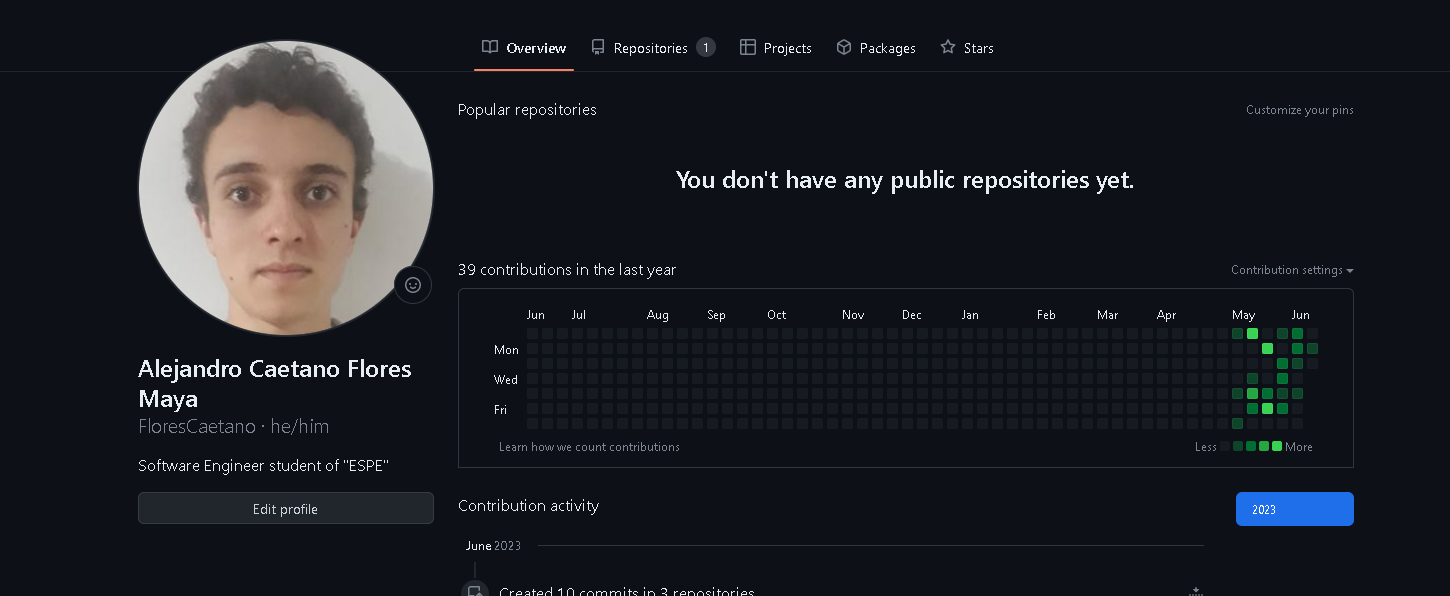 Overview Repositories 1 Projects Packages Stars
Popular repositories Customize your pins
You don't have any public repositories yet.
39 contributions in the last year Contribution settings
Jun Jul Aug Sep Oct Nov Dec Jan Feb Mar Apr May Jun
Mon
Wed
Fri
Learn how we count contributions Less More
Alejandro Caetano Flores
Maya
FloresCaetano · he/him
Software Engineer student of "ESPE"
Edit profile
Contribution activity 2023
June 2023
Created 10 commits in 3 repositories